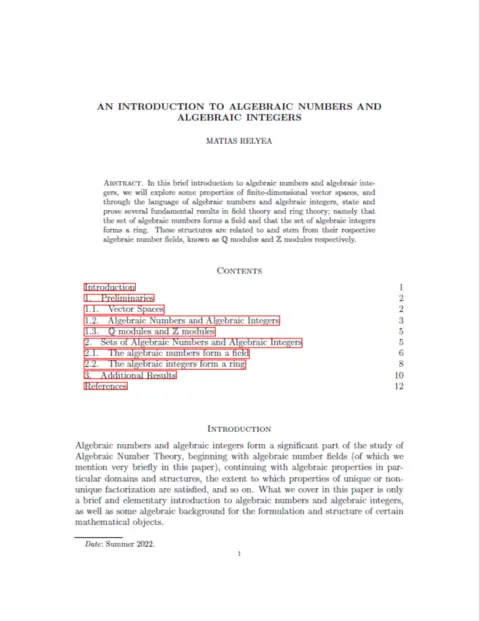 AN INTRODUCTION TO ALGEBRAIC NUMBERS AND
ALGEBRAIC INTEGERS
MATIAS RELYEA
ABSTRACT. In this brief introduction to algebraic numbers and algebraic inte-
gers, we will explore some properties of finite-dimensional vector spaces, and
through the language of algebraic numbers and algebraic integers, state and
prove several fundamental results in field theory and ring theory; namely that
the set of algebraic numbers forms a field and that the set of algebraic integers
forms a ring. These structures are related to and stem from their respective
algebraic number fields, known as ℚ modules and ℤ modules respectively.
CONTENTS
Introduction 1
1. Preliminaries 2
1.1. Vector Spaces 2
1.2. Algebraic Numbers and Algebraic Integers 3
1.3. ℚ modules and ℤ modules 5
2. Sets of Algebraic Numbers and Algebraic Integers 5
2.1. The algebraic numbers form a field 6
2.2. The algebraic integers form a ring 8
3. Additional Results 10
References 12
INTRODUCTION
Algebraic numbers and algebraic integers form a significant part of the study of
Algebraic Number Theory, beginning with algebraic number fields (of which we
mention very briefly in this paper), continuing with algebraic properties in par-
ticular domains and structures, the extent to which properties of unique or non-
unique factorization are satisfied, and so on. What we cover in this paper is only
a brief and elementary introduction to algebraic numbers and algebraic integers,
as well as some algebraic background for the formulation and structure of certain
mathematical objects.
Date: Summer 2022.
1